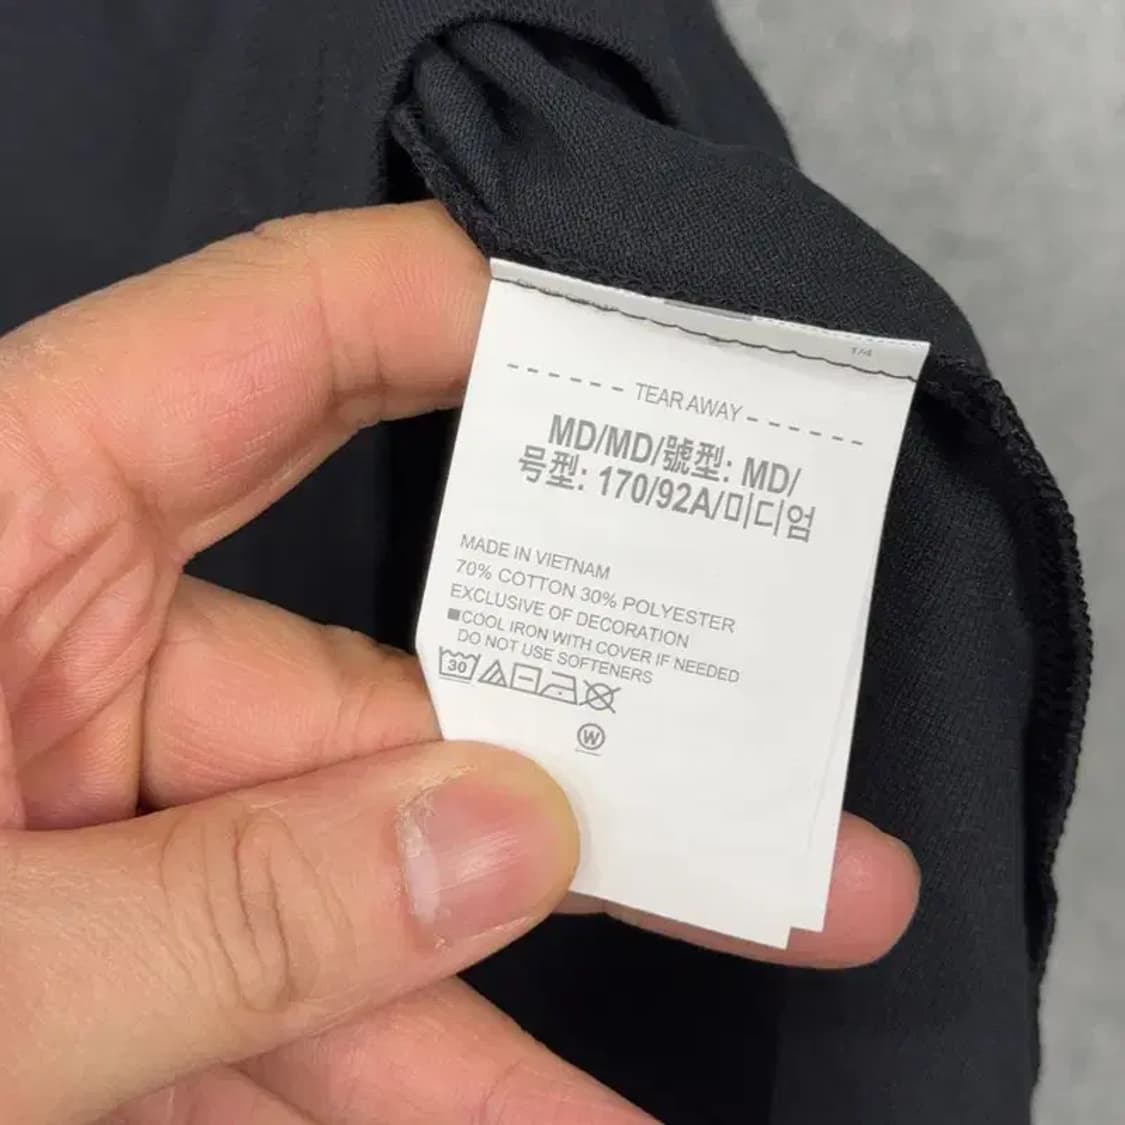 1/4
TEAR AWAY
MD/MD/號型: MD/
号型: 170/92A/미디엄
MADE IN VIETNAM
70% COTTON 30% POLYESTER
EXCLUSIVE OF DECORATION
■COOL IRON WITH COVER IF NEEDED
DO NOT USE SOFTENERS
30
W